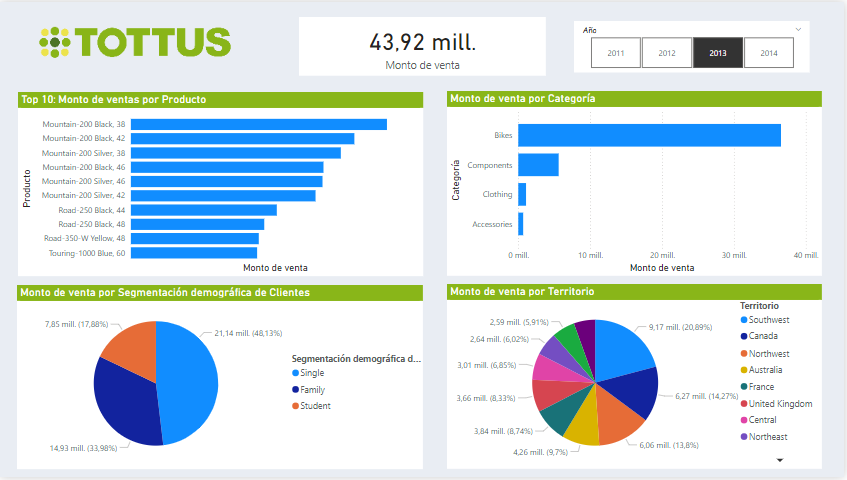 TOTTUS
43,92 mill.
Monto de venta
Año
2011
2012
2013
2014
Top 10: Monto de ventas por Producto
Producto
Mountain-200 Black, 38
Mountain-200 Black, 42
Mountain-200 Silver, 38
Mountain-200 Black, 46
Mountain-200 Silver, 46
Mountain-200 Silver, 42
Road-250 Black, 44
Road-250 Black, 48
Road-350-W Yellow, 48
Touring-1000 Blue, 60
Monto de venta
Monto de venta por Categoría
Categoría
Bikes
Components
Clothing
Accessories
0 mill.
10 mill.
20 mill.
30 mill.
40 mill.
Monto de venta
Monto de venta por Segmentación demográfica de Clientes
7,85 mill. (17,88%)
21,14 mill. (48,13%)
14,93 mill. (33,98%)
Segmentación demográfica d...
Single
Family
Student
Monto de venta por Territorio
2,59 mill. (5,91%)
2,64 mill. (6,02%)
3,01 mill. (6,85%)
3,66 mill. (8,33%)
3,84 mill. (8,74%)
4,26 mill. (9,7%)
9,17 mill. (20,89%)
6,27 mill. (14,27%)
6,06 mill. (13,8%)
Territorio
Southwest
Canada
Northwest
Australia
France
United Kingdom
Central
Northeast